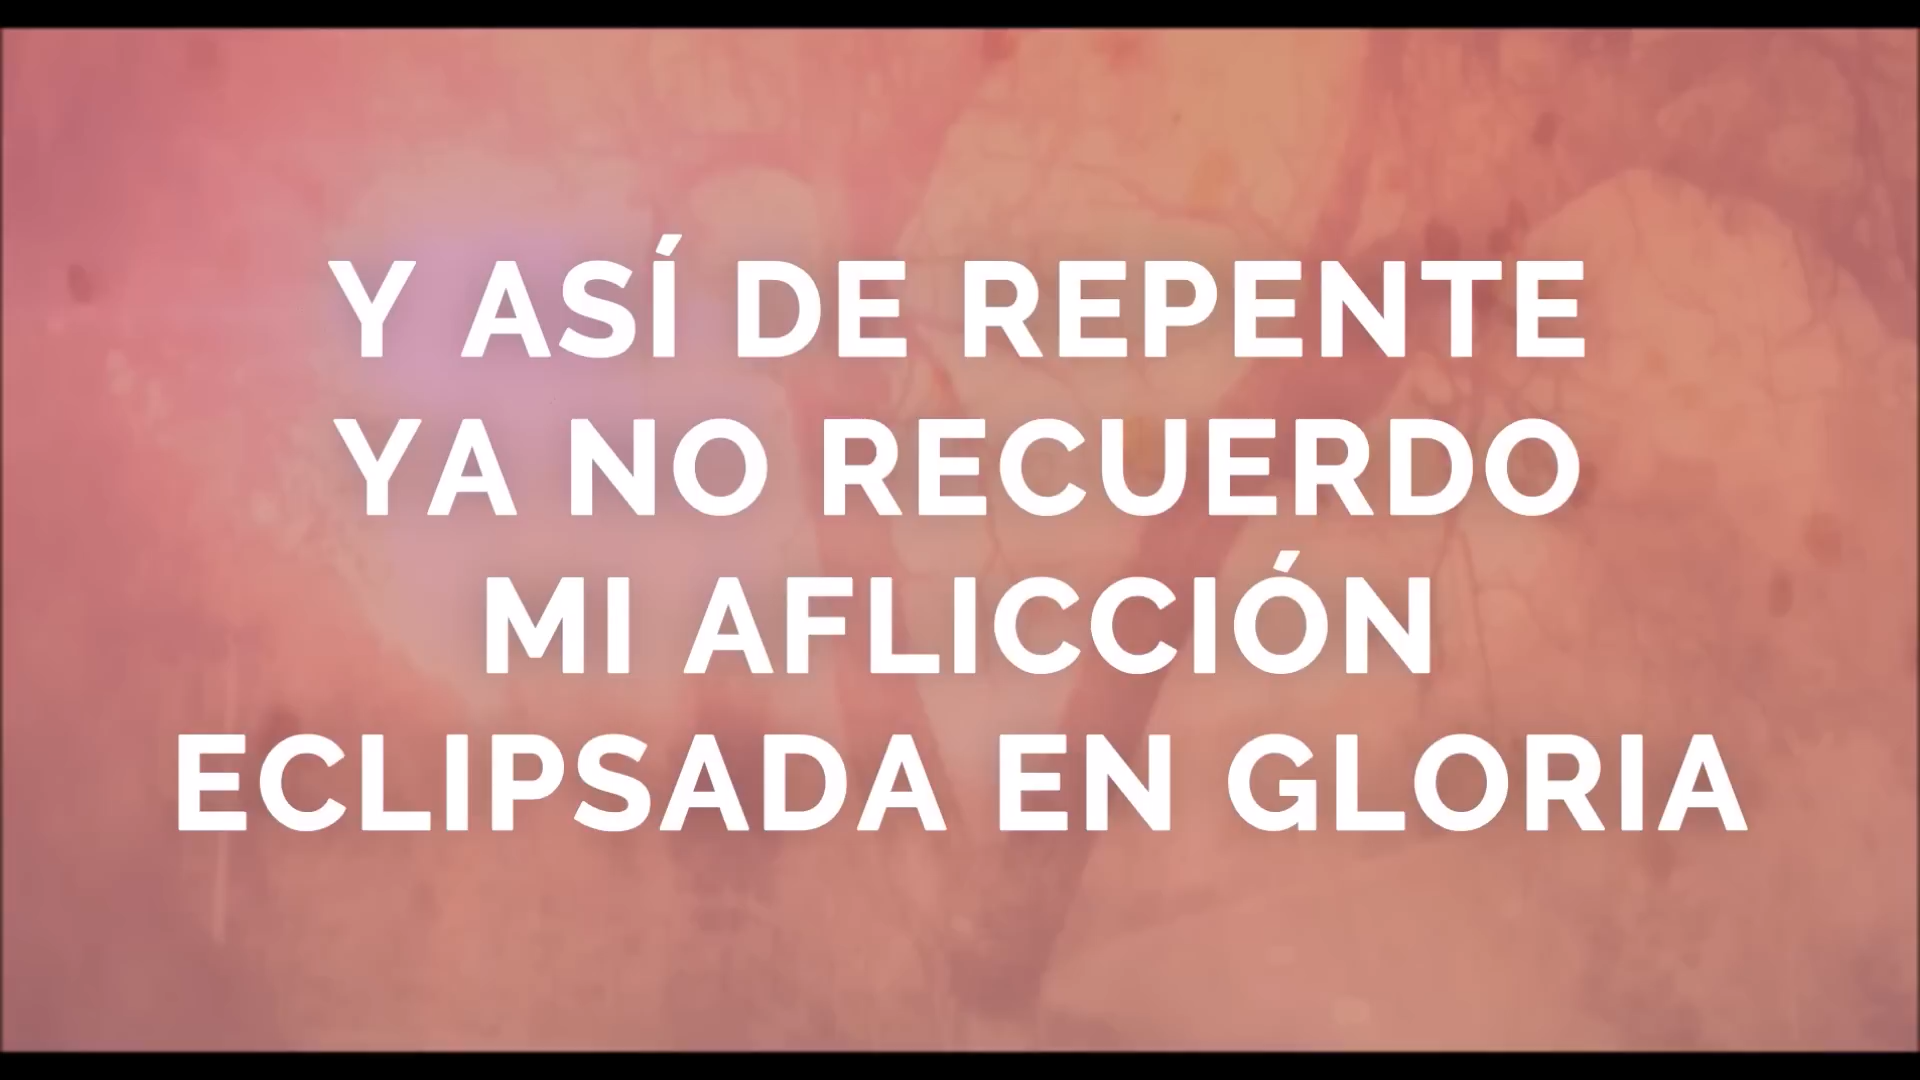 Y ASÍ DE REPENTE
YA NO RECUERDO
MI AFLICCIÓN
ECLIPSADA EN GLORIA